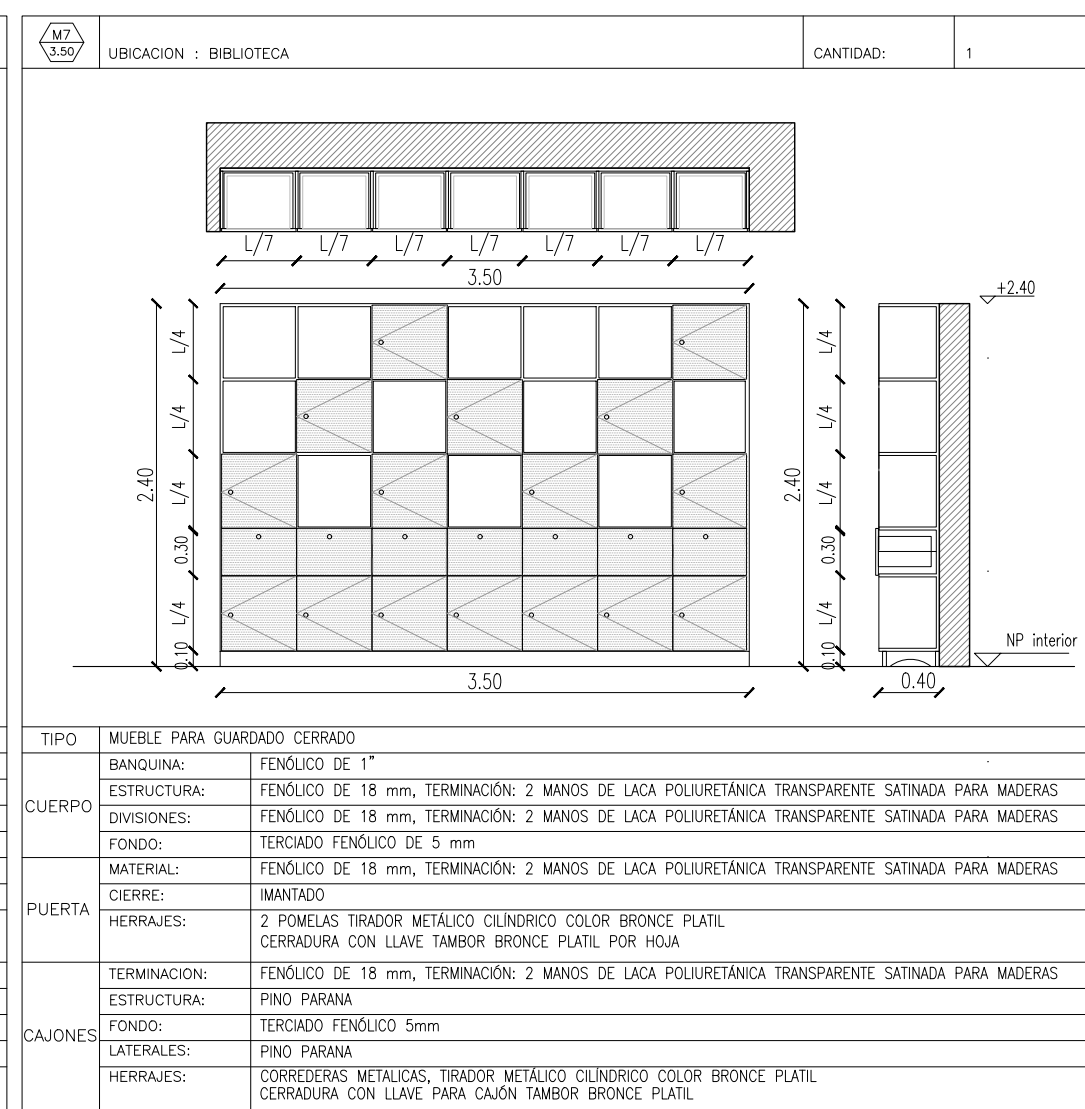 M7
3.50
UBICACION : BIBLIOTECA
CANTIDAD:
1
L/7 L/7 L/7 L/7 L/7 L/7 L/7
3.50
+2.40
L/4
L/4
L/4
0.30
L/4
0.10
2.40
2.40
L/4
L/4
L/4
0.30
L/4
0.10
NP interior
3.50
0.40
TIPO
MUEBLE PARA GUARDADO CERRADO
CUERPO
BANQUINA: FENÓLICO DE 1"
ESTRUCTURA: FENÓLICO DE 18 mm, TERMINACIÓN: 2 MANOS DE LACA POLIURETÁNICA TRANSPARENTE SATINADA PARA MADERAS
DIVISIONES: FENÓLICO DE 18 mm, TERMINACIÓN: 2 MANOS DE LACA POLIURETÁNICA TRANSPARENTE SATINADA PARA MADERAS
FONDO: TERCIADO FENÓLICO DE 5 mm
PUERTA
MATERIAL: FENÓLICO DE 18 mm, TERMINACIÓN: 2 MANOS DE LACA POLIURETÁNICA TRANSPARENTE SATINADA PARA MADERAS
CIERRE: IMANTADO
HERRAJES: 2 POMELAS TIRADOR METÁLICO CILÍNDRICO COLOR BRONCE PLATIL
CERRADURA CON LLAVE TAMBOR BRONCE PLATIL POR HOJA
CAJONES
TERMINACION: FENÓLICO DE 18 mm, TERMINACIÓN: 2 MANOS DE LACA POLIURETÁNICA TRANSPARENTE SATINADA PARA MADERAS
ESTRUCTURA: PINO PARANA
FONDO: TERCIADO FENÓLICO 5mm
LATERALES: PINO PARANA
HERRAJES: CORREDERAS METALICAS, TIRADOR METÁLICO CILÍNDRICO COLOR BRONCE PLATIL
CERRADURA CON LLAVE PARA CAJÓN TAMBOR BRONCE PLATIL